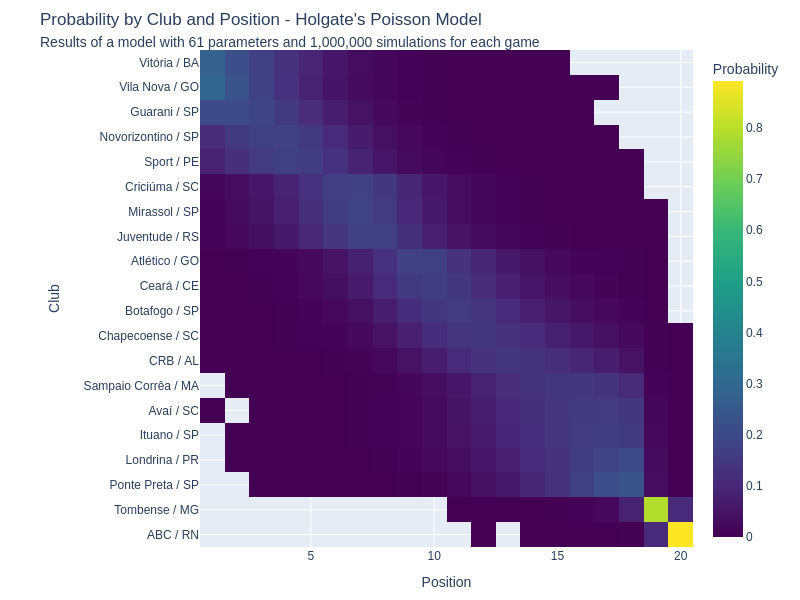 Probability by Club and Position - Holgate's Poisson Model
Results of a model with 61 parameters and 1,000,000 simulations for each game
Vitória / BA
Vila Nova / GO
Guarani / SP
Novorizontino / SP
Sport / PE
Criciúma / SC
Mirassol / SP
Juventude / RS
Atlético / GO
Ceará / CE
Botafogo / SP
Chapecoense / SC
CRB / AL
Sampaio Corrêa / MA
Avaí / SC
Ituano / SP
Londrina / PR
Ponte Preta / SP
Tombense / MG
ABC / RN
Club
5
10
15
20
Position
Probability
0.8
0.7
0.6
0.5
0.4
0.3
0.2
0.1
0